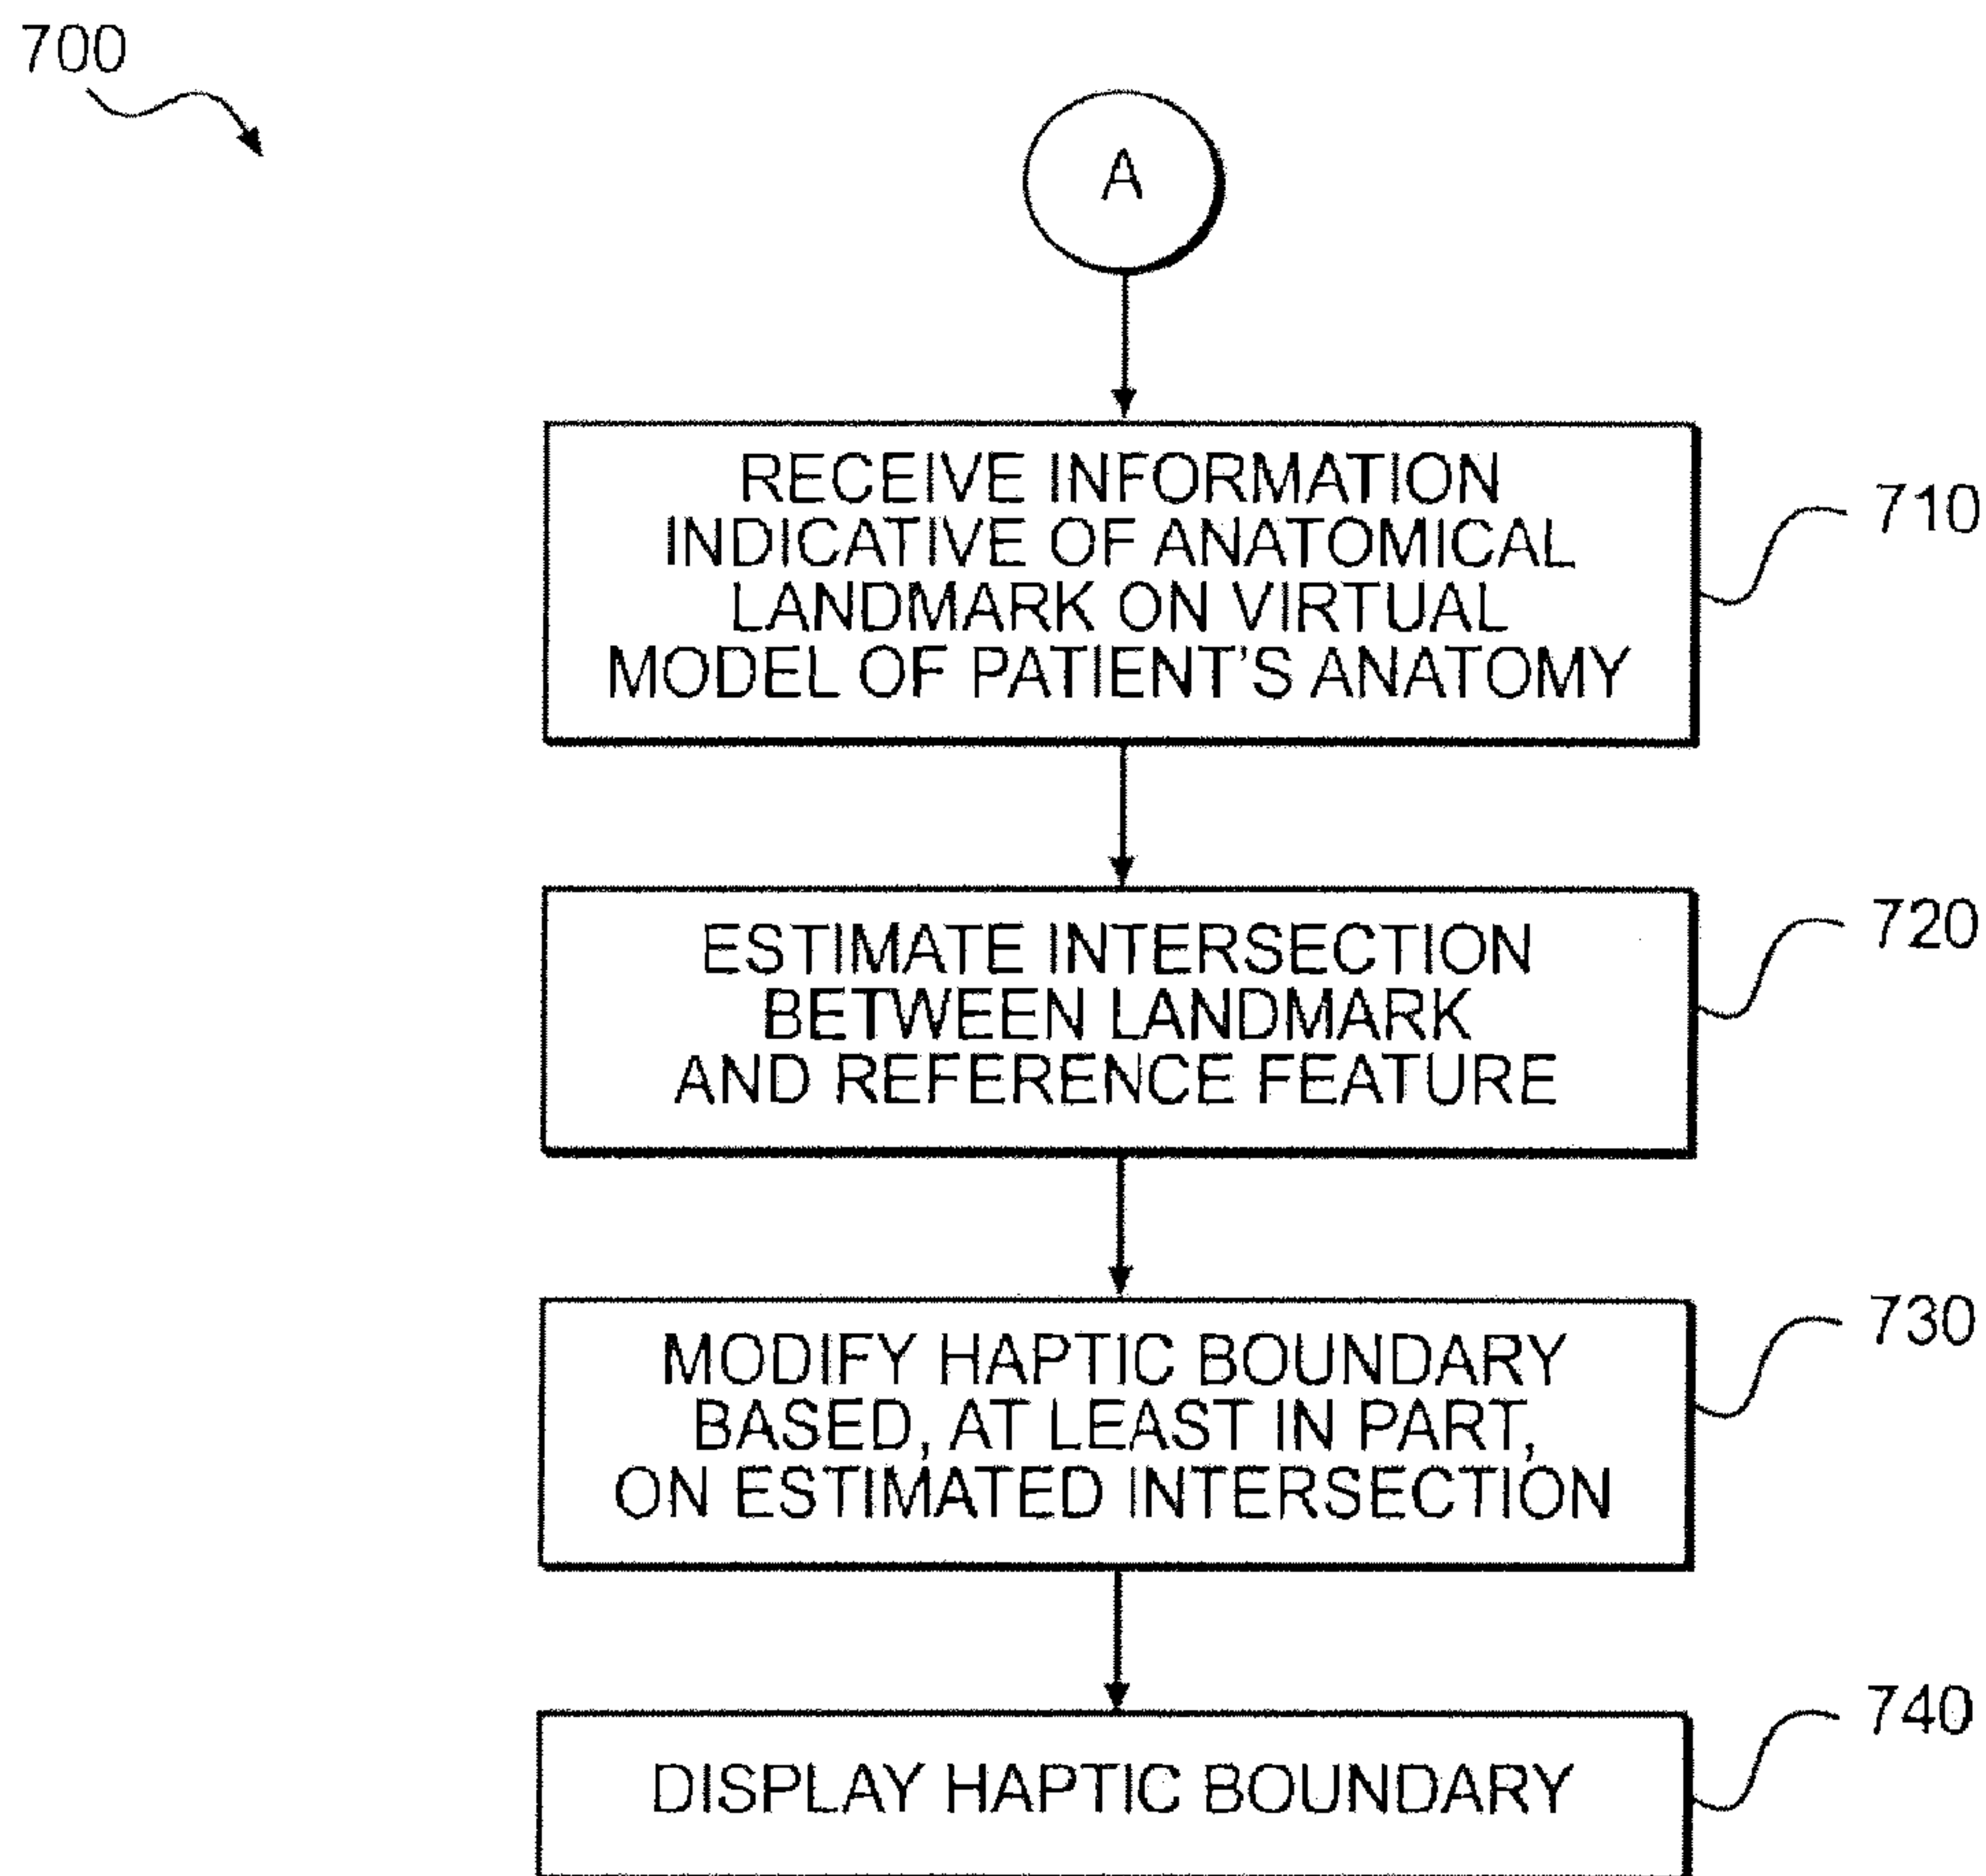 700
A
RECEIVE INFORMATION
INDICATIVE OF ANATOMICAL
LANDMARK ON VIRTUAL
MODEL OF PATIENT'S ANATOMY
710
ESTIMATE INTERSECTION
BETWEEN LANDMARK
AND REFERENCE FEATURE
720
MODIFY HAPTIC BOUNDARY
BASED, AT LEAST IN PART,
ON ESTIMATED INTERSECTION
730
DISPLAY HAPTIC BOUNDARY
740